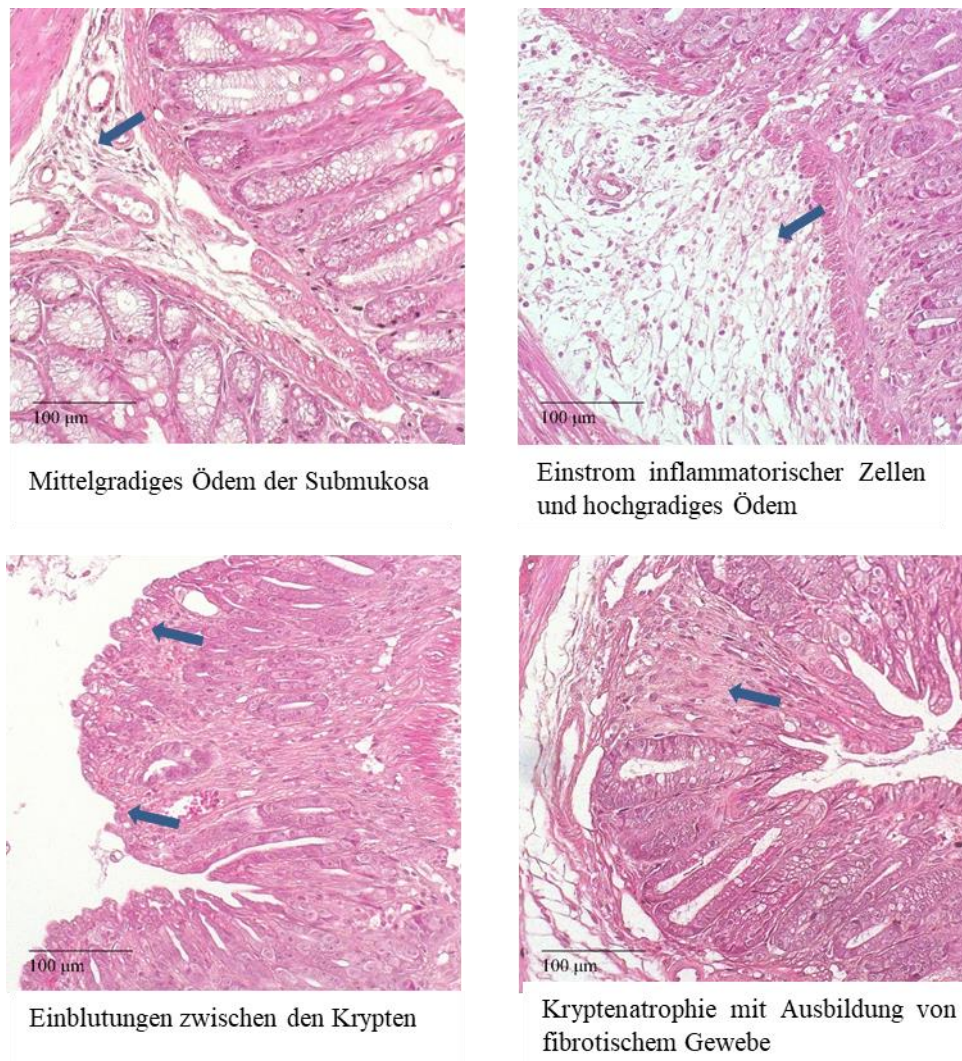 100 µm
100 µm
Mittelgradiges Ödem der Submukosa
Einstrom inflammatorischer Zellen
und hochgradiges Ödem
100 µm
100 µm
Einblutungen zwischen den Krypten
Kryptenatrophie mit Ausbildung von
fibrotischem Gewebe